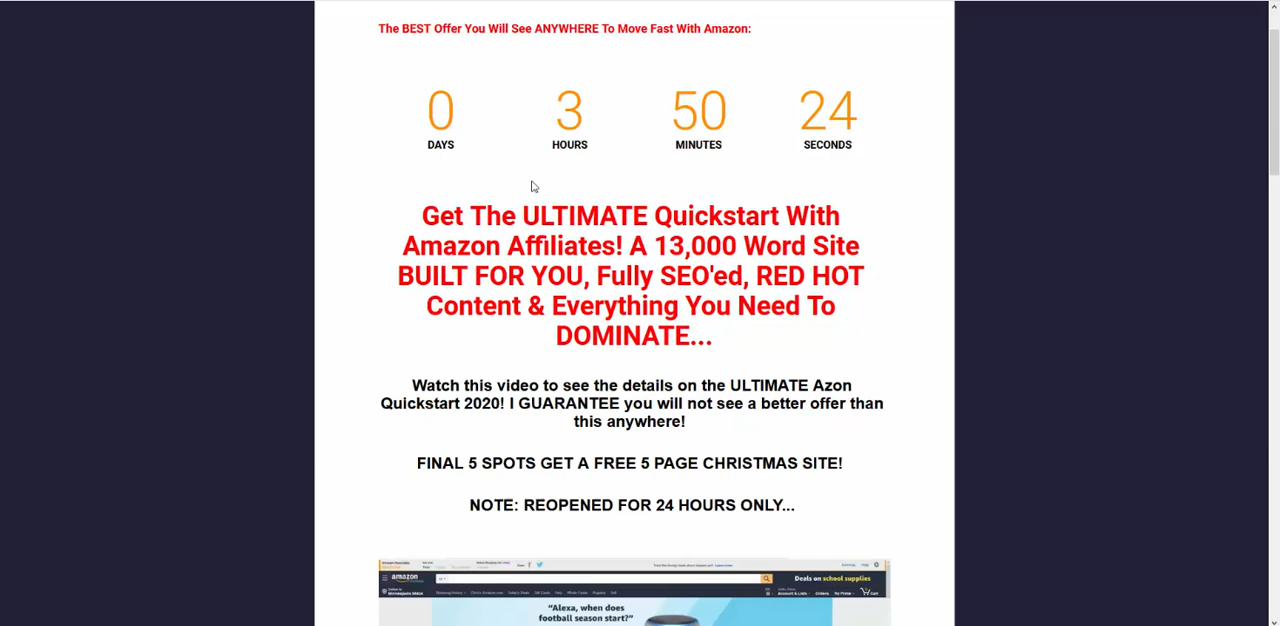 The BEST Offer You Will See ANYWHERE To Move Fast With Amazon:
0 3 50 24
DAYS HOURS MINUTES SECONDS
Get The ULTIMATE Quickstart With
Amazon Affiliates! A 13,000 Word Site
BUILT FOR YOU, Fully SEO'ed, RED HOT
Content & Everything You Need To
DOMINATE...
Watch this video to see the details on the ULTIMATE Azon
Quickstart 2020! I GUARANTEE you will not see a better offer than
this anywhere!
FINAL 5 SPOTS GET A FREE 5 PAGE CHRISTMAS SITE!
NOTE: REOPENED FOR 24 HOURS ONLY...
amazon Deals on school supplies
"Alexa, when does
football season start?"